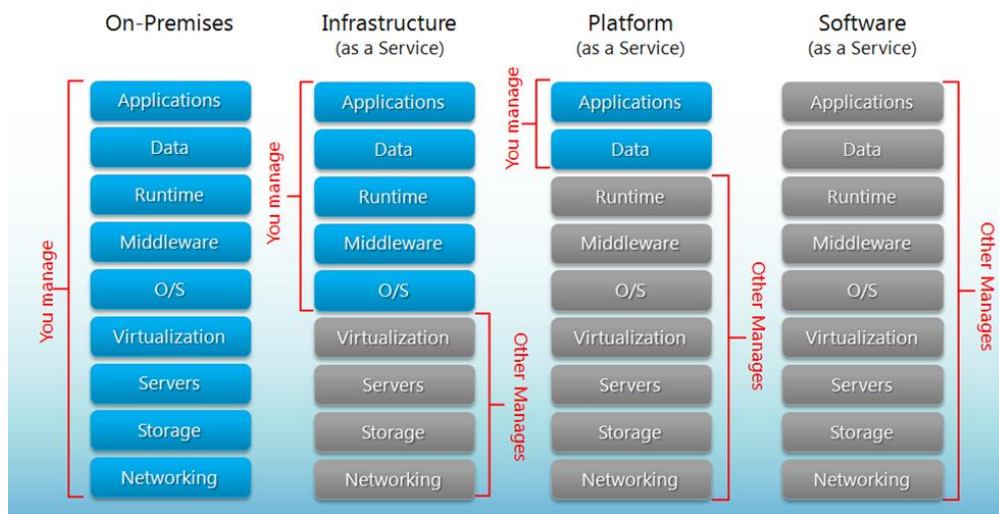 On-Premises
You manage
Applications
Data
Runtime
Middleware
O/S
Virtualization
Servers
Storage
Networking
Infrastructure
(as a Service)
You manage
Applications
Data
Runtime
Middleware
O/S
Virtualization
Servers
Storage
Networking
Other Manages
Platform
(as a Service)
You manage
Applications
Data
Runtime
Middleware
O/S
Virtualization
Servers
Storage
Networking
Other Manages
Software
(as a Service)
Applications
Data
Runtime
Middleware
O/S
Virtualization
Servers
Storage
Networking
Other Manages